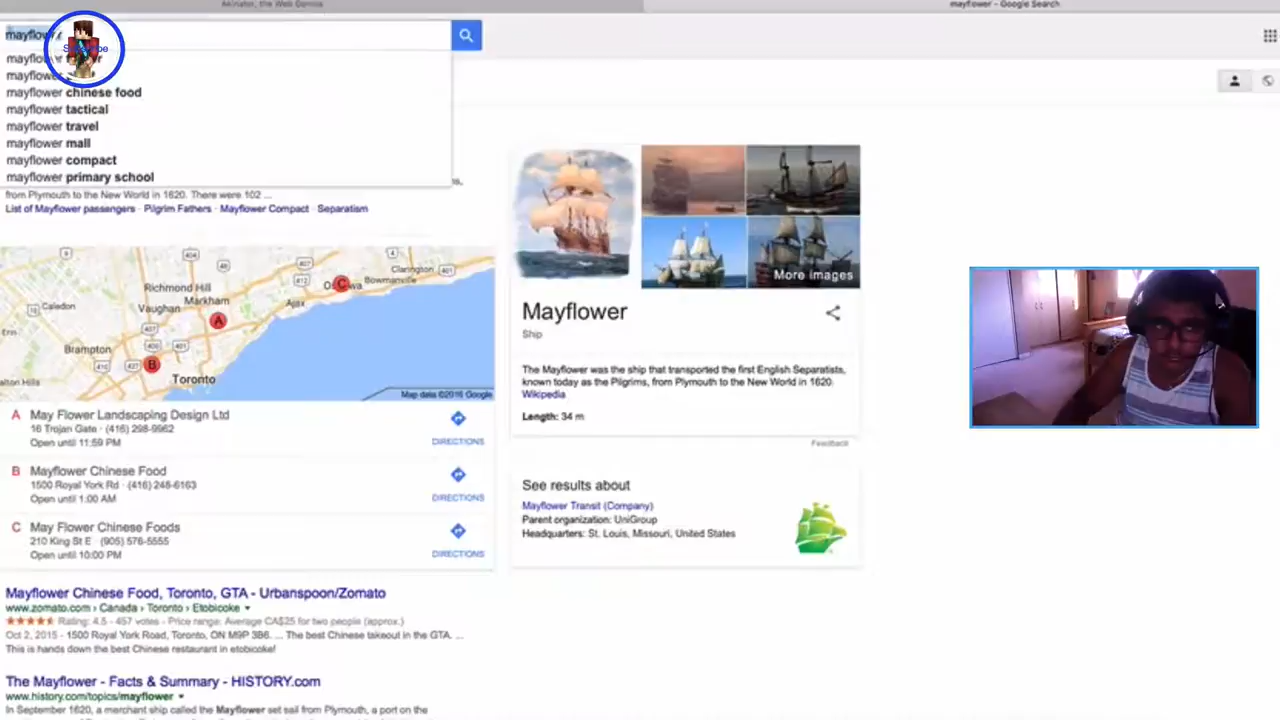 Akinator, the Web Genius
mayflower - Google Search
mayflower
Subscribe
mayflower
mayflower
mayflower chinese food
mayflower tactical
mayflower travel
mayflower mall
mayflower compact
mayflower primary school
from Plymouth to the New World in 1620. There were 102 ...
List of Mayflower passengers · Pilgrim Fathers · Mayflower Compact · Separatism
Richmond Hill
Markham
Vaughan
Caledon
Brampton
Toronto
Ajax
Oshawa
Bowmanville
Clarington
Map data ©2016 Google
A May Flower Landscaping Design Ltd
16 Trojan Gate · (416) 298-9962
Open until 11:59 PM
DIRECTIONS
B Mayflower Chinese Food
1500 Royal York Rd · (416) 248-6163
Open until 1:00 AM
DIRECTIONS
C May Flower Chinese Foods
210 King St E · (905) 576-5555
Open until 10:00 PM
DIRECTIONS
Mayflower Chinese Food, Toronto, GTA - Urbanspoon/Zomato
www.zomato.com › Canada › Toronto › Etobicoke
Rating: 4.5 - 457 votes - Price range: Average CA$25 for two people (approx.)
Oct 2, 2015 - 1500 Royal York Road, Toronto, ON M9P 3B6. ... The best Chinese takeout in the GTA. ...
This is hands down the best Chinese restaurant in etobicoke!
The Mayflower - Facts & Summary - HISTORY.com
www.history.com/topics/mayflower
In September 1620, a merchant ship called the Mayflower set sail from Plymouth, a port on the
More images
Mayflower
Ship
The Mayflower was the ship that transported the first English Separatists,
known today as the Pilgrims, from Plymouth to the New World in 1620.
Wikipedia
Length: 34 m
Feedback
See results about
Mayflower Transit (Company)
Parent organization: UniGroup
Headquarters: St. Louis, Missouri, United States